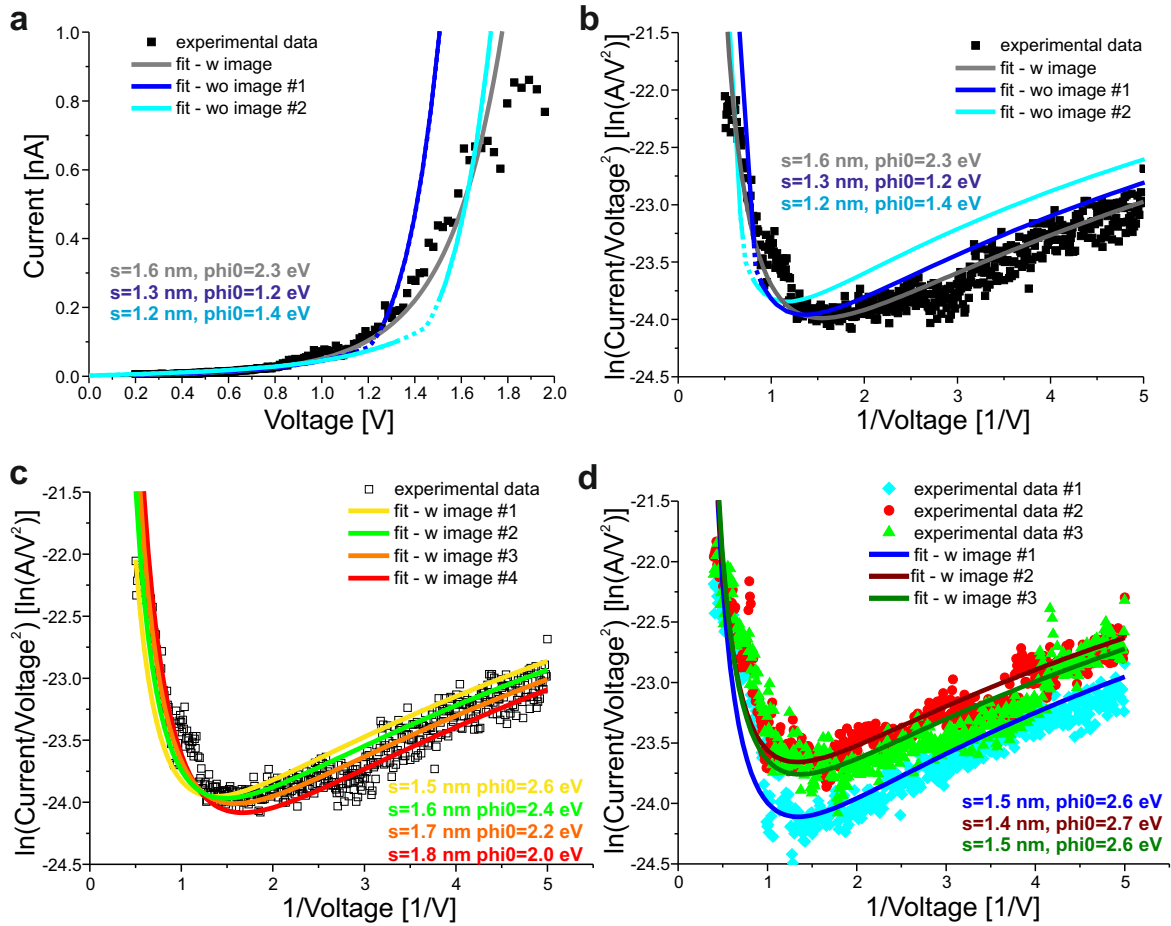 a
experimental data
fit - w image
fit - wo image #1
fit - wo image #2
s=1.6 nm, phi0=2.3 eV
s=1.3 nm, phi0=1.2 eV
s=1.2 nm, phi0=1.4 eV
Current [nA]
1.0
0.8
0.6
0.4
0.2
0.0
0.0 0.2 0.4 0.6 0.8 1.0 1.2 1.4 1.6 1.8 2.0
Voltage [V]
b
experimental data
fit - w image
fit - wo image #1
fit - wo image #2
s=1.6 nm, phi0=2.3 eV
s=1.3 nm, phi0=1.2 eV
s=1.2 nm, phi0=1.4 eV
ln(Current/Voltage²) [ln(A/V²)]
-21.5
-22.0
-22.5
-23.0
-23.5
-24.0
-24.5
0 1 2 3 4 5
1/Voltage [1/V]
c
experimental data
fit - w image #1
fit - w image #2
fit - w image #3
fit - w image #4
s=1.5 nm phi0=2.6 eV
s=1.6 nm phi0=2.4 eV
s=1.7 nm phi0=2.2 eV
s=1.8 nm phi0=2.0 eV
ln(Current/Voltage²) [ln(A/V²)]
-21.5
-22.0
-22.5
-23.0
-23.5
-24.0
-24.5
0 1 2 3 4 5
1/Voltage [1/V]
d
experimental data #1
experimental data #2
experimental data #3
fit - w image #1
fit - w image #2
fit - w image #3
s=1.5 nm, phi0=2.6 eV
s=1.4 nm, phi0=2.7 eV
s=1.5 nm, phi0=2.6 eV
ln(Current/Voltage²) [ln(A/V²)]
-21.5
-22.0
-22.5
-23.0
-23.5
-24.0
-24.5
0 1 2 3 4 5
1/Voltage [1/V]